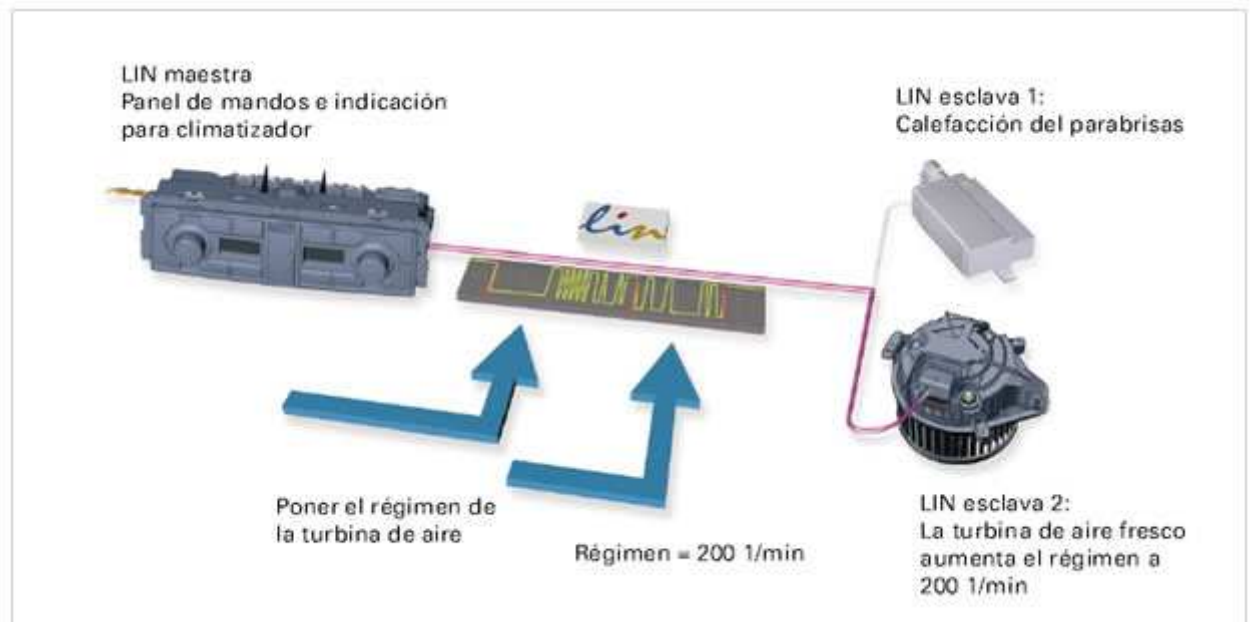 LIN maestra
Panel de mandos e indicación
para climatizador
LIN esclava 1:
Calefacción del parabrisas
lin
Poner el régimen de
la turbina de aire
Régimen = 200 1/min
LIN esclava 2:
La turbina de aire fresco
aumenta el régimen a
200 1/min